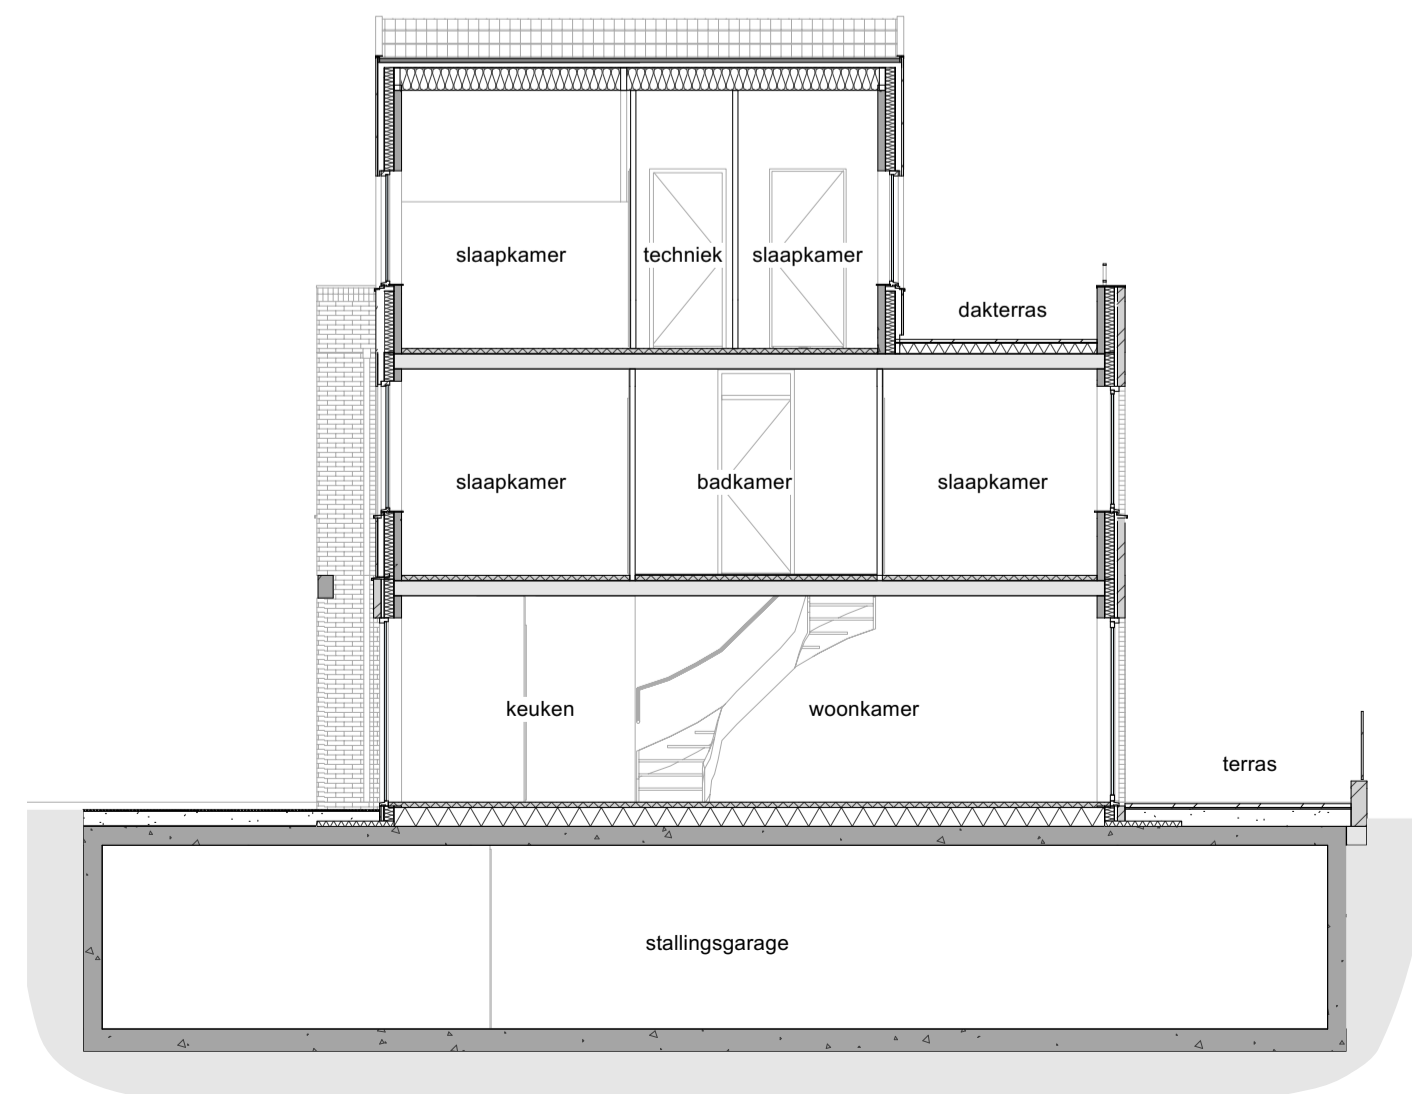 slaapkamer
techniek
slaapkamer
dakterras
slaapkamer
badkamer
slaapkamer
keuken
woonkamer
terras
stallingsgarage